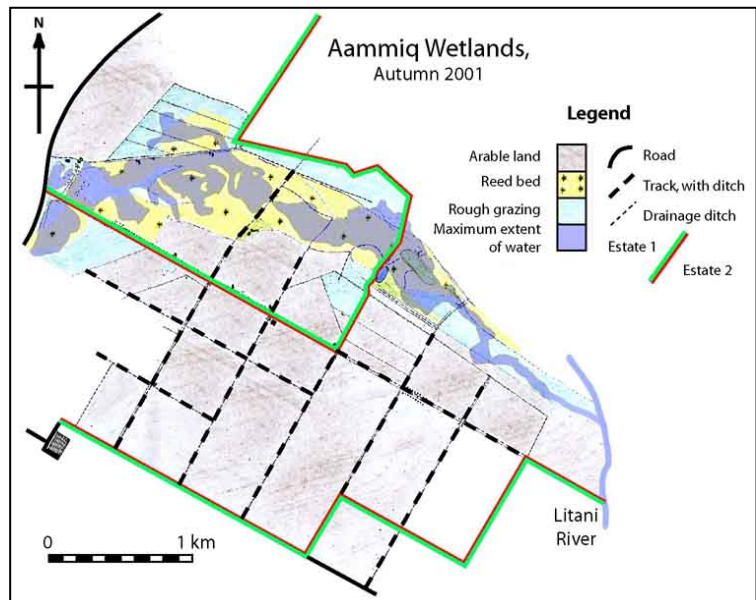 N
Aammiq Wetlands,
Autumn 2001
Legend
Arable land
Reed bed
Rough grazing
Maximum extent
of water
Road
Track, with ditch
Drainage ditch
Estate 1
Estate 2
0 1 km
Litani
River